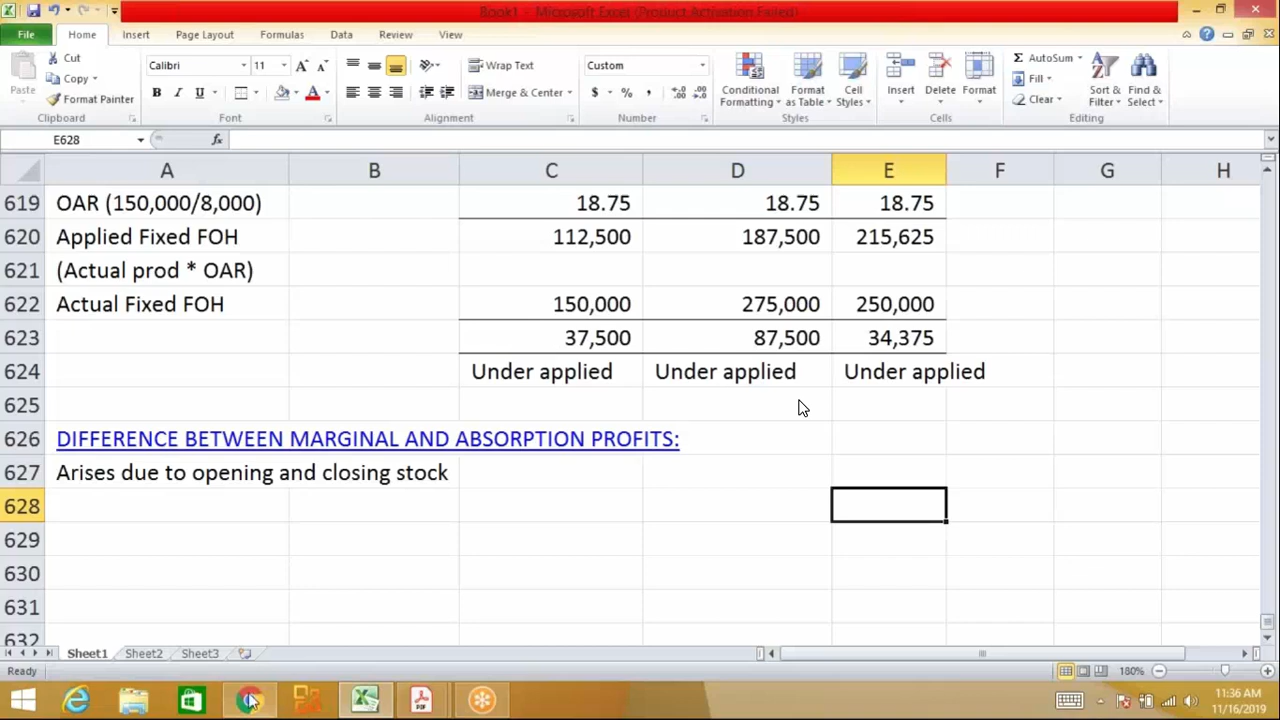 Book1 - Microsoft Excel (Product Activation Failed)
File Home Insert Page Layout Formulas Data Review View
Paste
Cut
Copy
Format Painter
Clipboard
Calibri 11
B I U
Font
Wrap Text
Merge & Center
Alignment
Custom
$ % ,
Number
Conditional Formatting
Format as Table
Cell Styles
Styles
Insert Delete Format
Cells
Σ AutoSum
Fill
Clear
Sort & Filter
Find & Select
Editing
E628 fx
A B C D E F G H
619 OAR (150,000/8,000) 18.75 18.75 18.75
620 Applied Fixed FOH 112,500 187,500 215,625
621 (Actual prod * OAR)
622 Actual Fixed FOH 150,000 275,000 250,000
623 37,500 87,500 34,375
624 Under applied Under applied Under applied
625
626 DIFFERENCE BETWEEN MARGINAL AND ABSORPTION PROFITS:
627 Arises due to opening and closing stock
628
629
630
631
632
Sheet1 Sheet2 Sheet3
Ready 180%
11:36 AM
11/16/2019